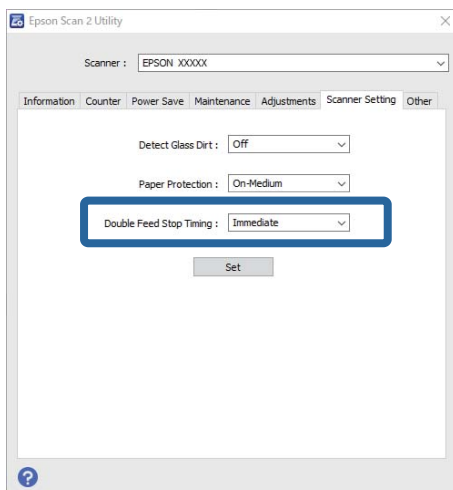 Epson Scan 2 Utility
Scanner : EPSON XXXXX
Information Counter Power Save Maintenance Adjustments Scanner Setting Other
Detect Glass Dirt : Off
Paper Protection : On-Medium
Double Feed Stop Timing : Immediate
Set
?